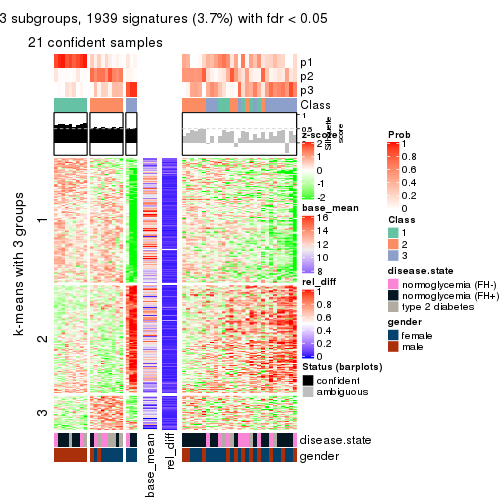 3 subgroups, 1939 signatures (3.7%) with fdr < 0.05
21 confident samples
p1
p2
p3
Class
1
0.5
0
Silhouette
score
k-means with 3 groups
1
2
3
base_mean
rel_diff
disease.state
gender
z-score
2
0
-2
base_mean
16
14
12
10
8
rel_diff
1
0.8
0.6
0.4
0.2
0
Status (barplots)
confident
ambiguous
Prob
1
0.8
0.6
0.4
0.2
0
Class
1
2
3
disease.state
normoglycemia (FH-)
normoglycemia (FH+)
type 2 diabetes
gender
female
male